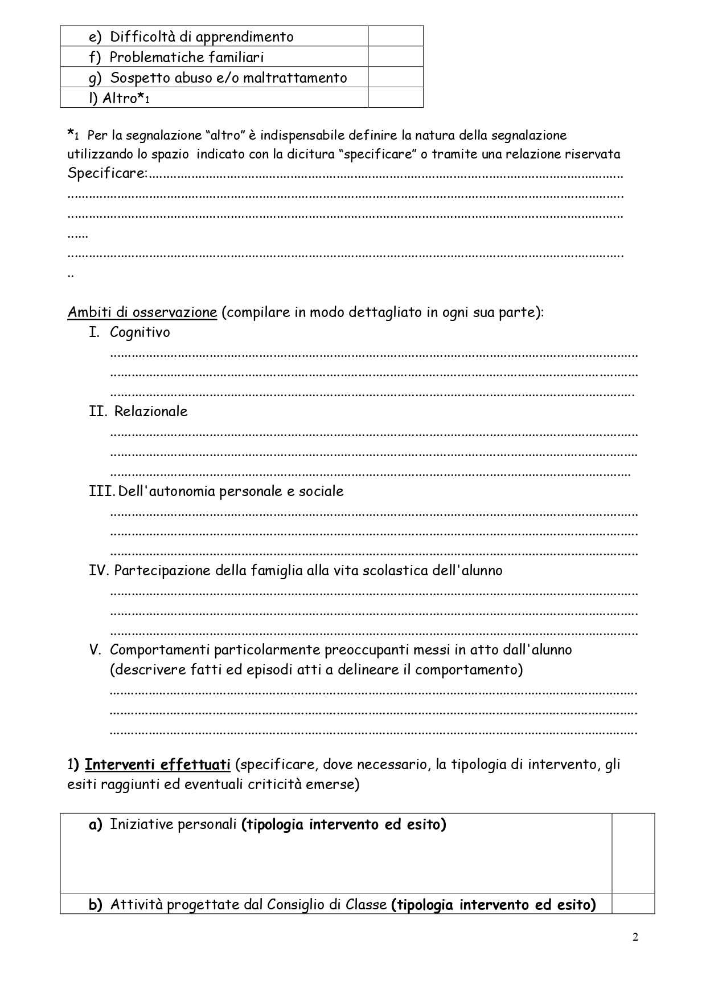 e) Difficoltà di apprendimento
f) Problematiche familiari
g) Sospetto abuso e/o maltrattamento
l) Altro*1
*1 Per la segnalazione “altro” è indispensabile definire la natura della segnalazione
utilizzando lo spazio indicato con la dicitura “specificare” o tramite una relazione riservata
Specificare:......................................................................................................................................
.............................................................................................................................................................
.............................................................................................................................................................
......
.............................................................................................................................................................
..
Ambiti di osservazione (compilare in modo dettagliato in ogni sua parte):
I. Cognitivo
.....................................................................................................................................................
.....................................................................................................................................................
....................................................................................................................................................
II. Relazionale
.....................................................................................................................................................
.....................................................................................................................................................
...................................................................................................................................................
III. Dell'autonomia personale e sociale
.....................................................................................................................................................
.....................................................................................................................................................
.....................................................................................................................................................
IV. Partecipazione della famiglia alla vita scolastica dell'alunno
.....................................................................................................................................................
.....................................................................................................................................................
.....................................................................................................................................................
V. Comportamenti particolarmente preoccupanti messi in atto dall'alunno
(descrivere fatti ed episodi atti a delineare il comportamento)
.....................................................................................................................................................
.....................................................................................................................................................
.....................................................................................................................................................
1) Interventi effettuati (specificare, dove necessario, la tipologia di intervento, gli
esiti raggiunti ed eventuali criticità emerse)
a) Iniziative personali (tipologia intervento ed esito)
b) Attività progettate dal Consiglio di Classe (tipologia intervento ed esito)
2